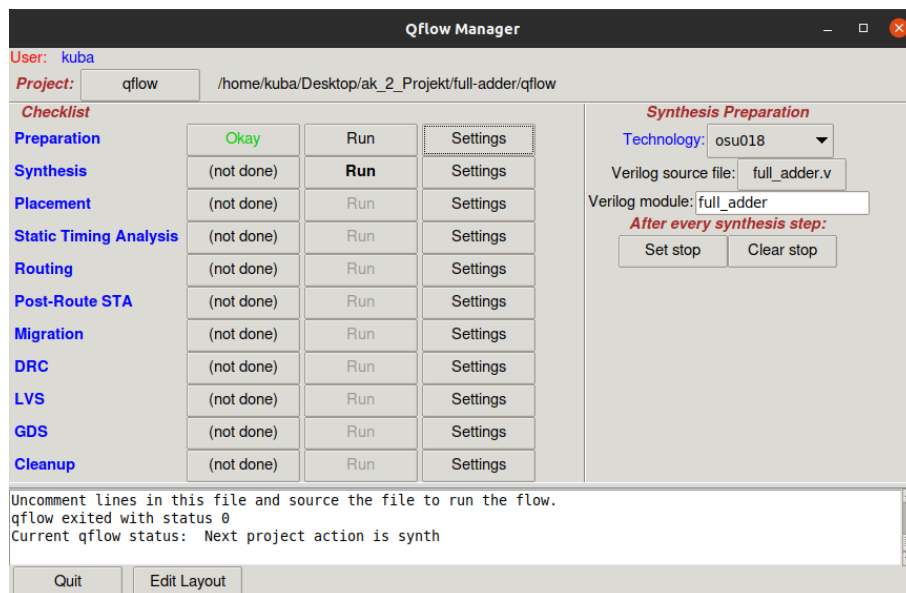 Qflow Manager
User: kuba
Project: qflow /home/kuba/Desktop/ak_2_Projekt/full-adder/qflow
Checklist
Preparation Okay Run Settings
Synthesis (not done) Run Settings
Placement (not done) Run Settings
Static Timing Analysis (not done) Run Settings
Routing (not done) Run Settings
Post-Route STA (not done) Run Settings
Migration (not done) Run Settings
DRC (not done) Run Settings
LVS (not done) Run Settings
GDS (not done) Run Settings
Cleanup (not done) Run Settings
Synthesis Preparation
Technology: osu018
Verilog source file: full_adder.v
Verilog module: full_adder
After every synthesis step:
Set stop Clear stop
Uncomment lines in this file and source the file to run the flow.
qflow exited with status 0
Current qflow status:  Next project action is synth
Quit Edit Layout